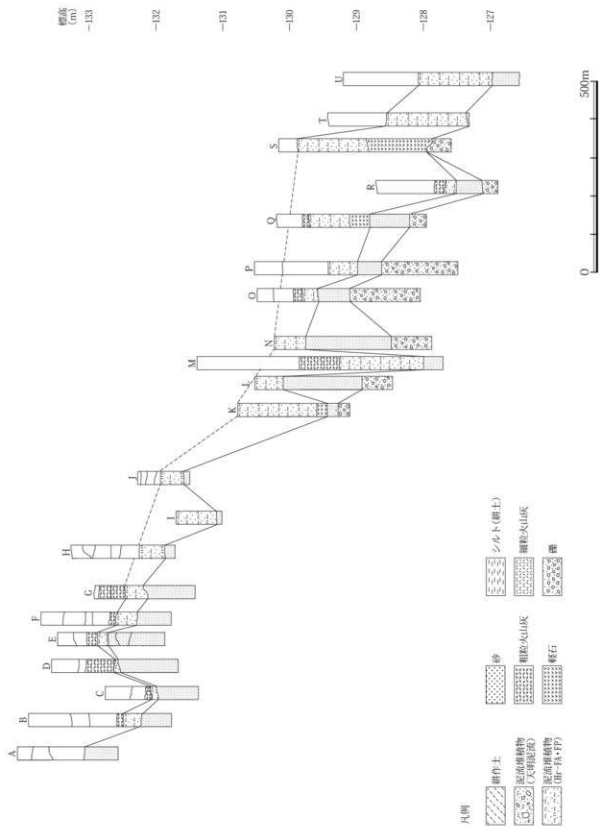 標高
(m)
−133
−132
−131
−130
−129
−128
−127
A
B
C
D
E
F
G
H
I
J
K
L
M
N
O
P
Q
R
S
T
U
0
500m
凡例
耕作土
泥流堆積物
(天明泥流)
泥流堆積物
(Hr-FA・FP)
砂
粗粒火山灰
軽石
シルト(耕土)
細粒火山灰
礫